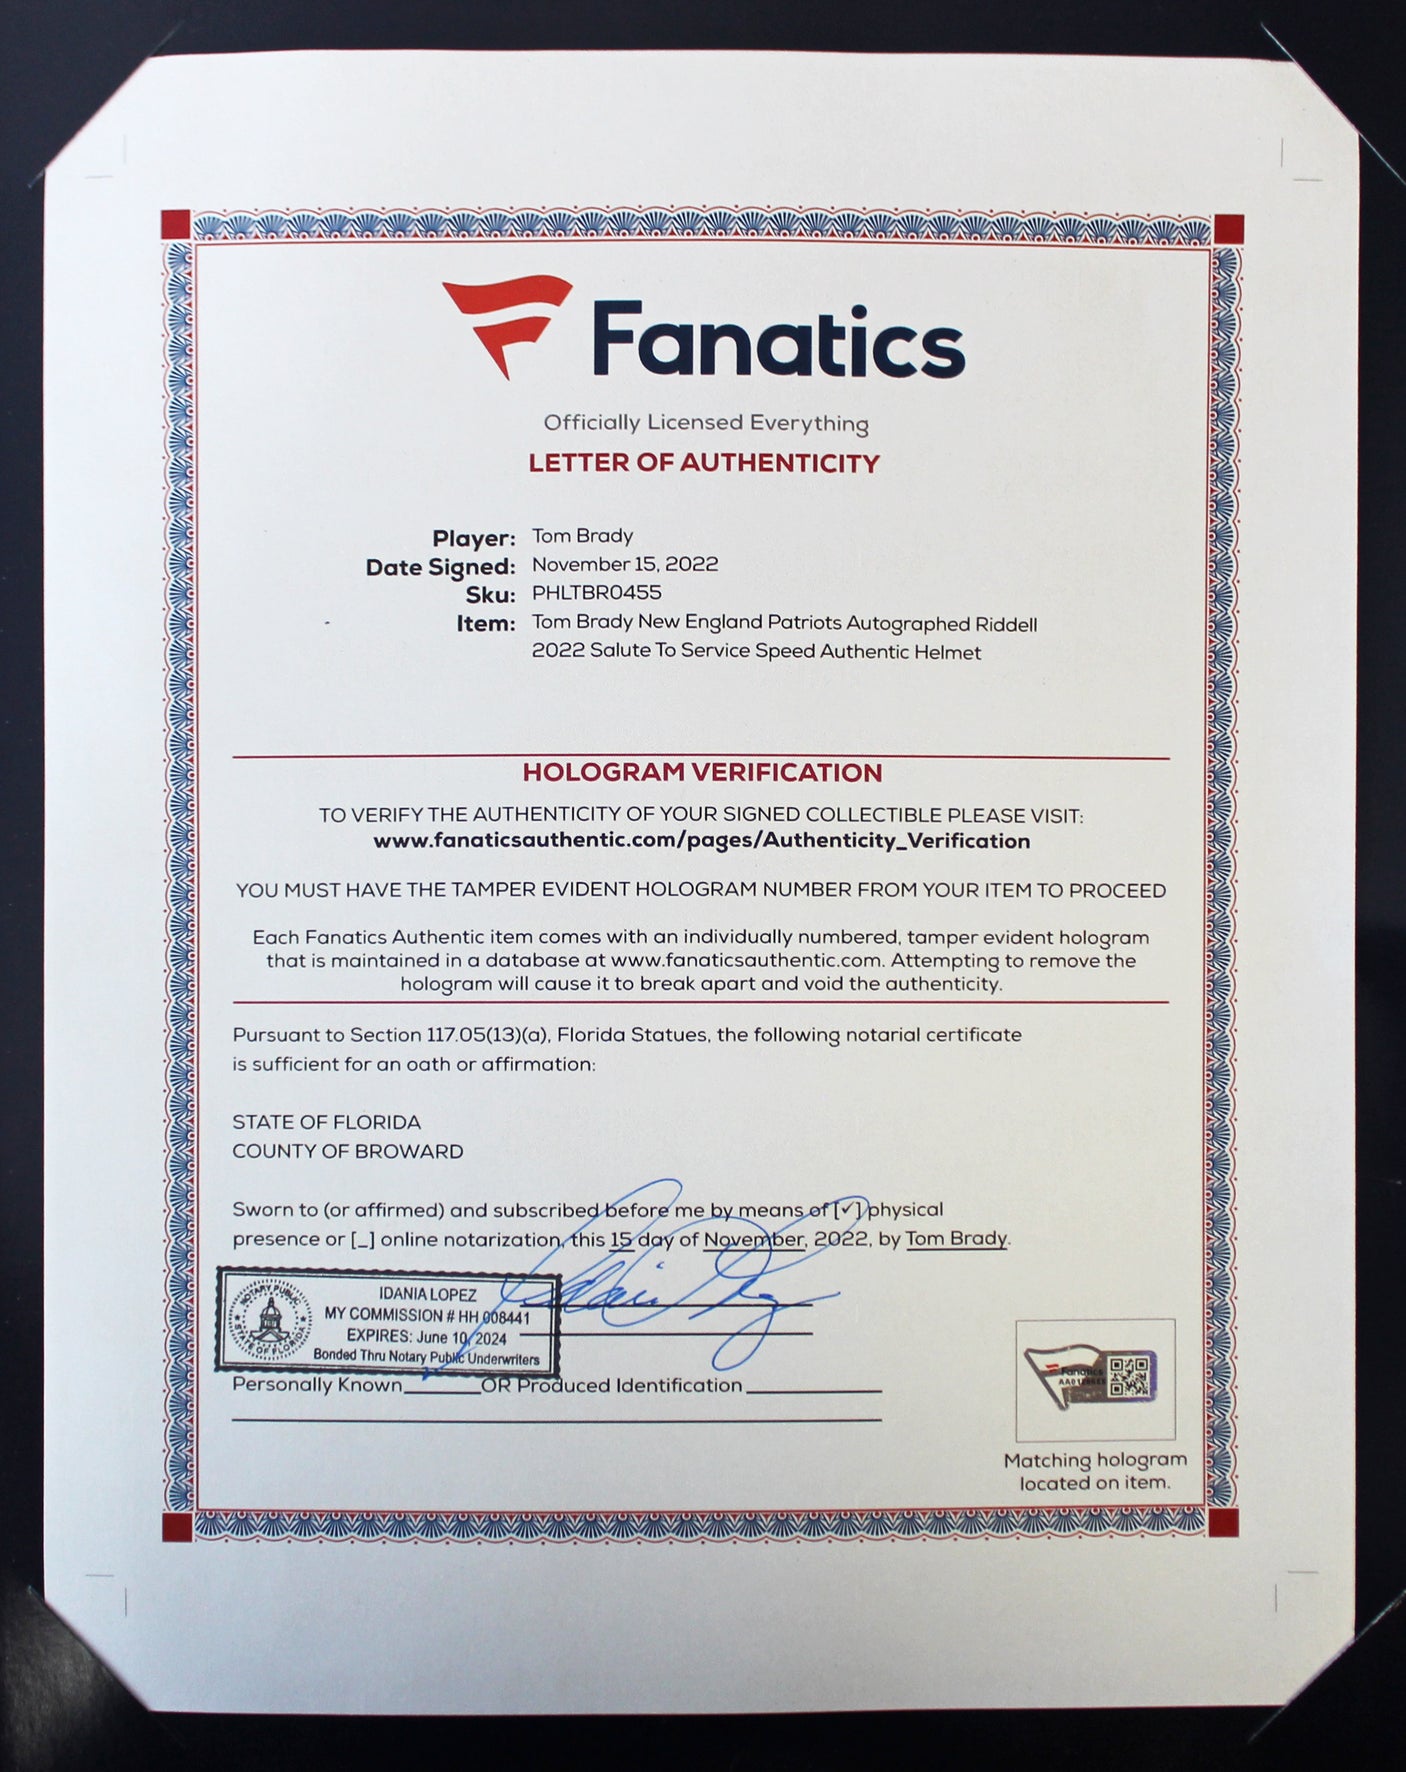 Fanatics
Officially Licensed Everything
LETTER OF AUTHENTICITY
Player: Tom Brady
Date Signed: November 15, 2022
Sku: PHLTBR0455
Item: Tom Brady New England Patriots Autographed Riddell
2022 Salute To Service Speed Authentic Helmet
HOLOGRAM VERIFICATION
TO VERIFY THE AUTHENTICITY OF YOUR SIGNED COLLECTIBLE PLEASE VISIT:
www.fanaticsauthentic.com/pages/Authenticity_Verification
YOU MUST HAVE THE TAMPER EVIDENT HOLOGRAM NUMBER FROM YOUR ITEM TO PROCEED
Each Fanatics Authentic item comes with an individually numbered, tamper evident hologram
that is maintained in a database at www.fanaticsauthentic.com. Attempting to remove the
hologram will cause it to break apart and void the authenticity.
Pursuant to Section 117.05(13)(a), Florida Statues, the following notarial certificate
is sufficient for an oath or affirmation:
STATE OF FLORIDA
COUNTY OF BROWARD
Sworn to (or affirmed) and subscribed before me by means of [✓] physical
presence or [_] online notarization, this 15 day of November, 2022, by Tom Brady.
NOTARY PUBLIC
STATE OF FLORIDA
IDANIA LOPEZ
MY COMMISSION # HH 008441
EXPIRES: June 10, 2024
Bonded Thru Notary Public Underwriters
Personally Known______OR Produced Identification__________
Fanatics
Matching hologram
located on item.